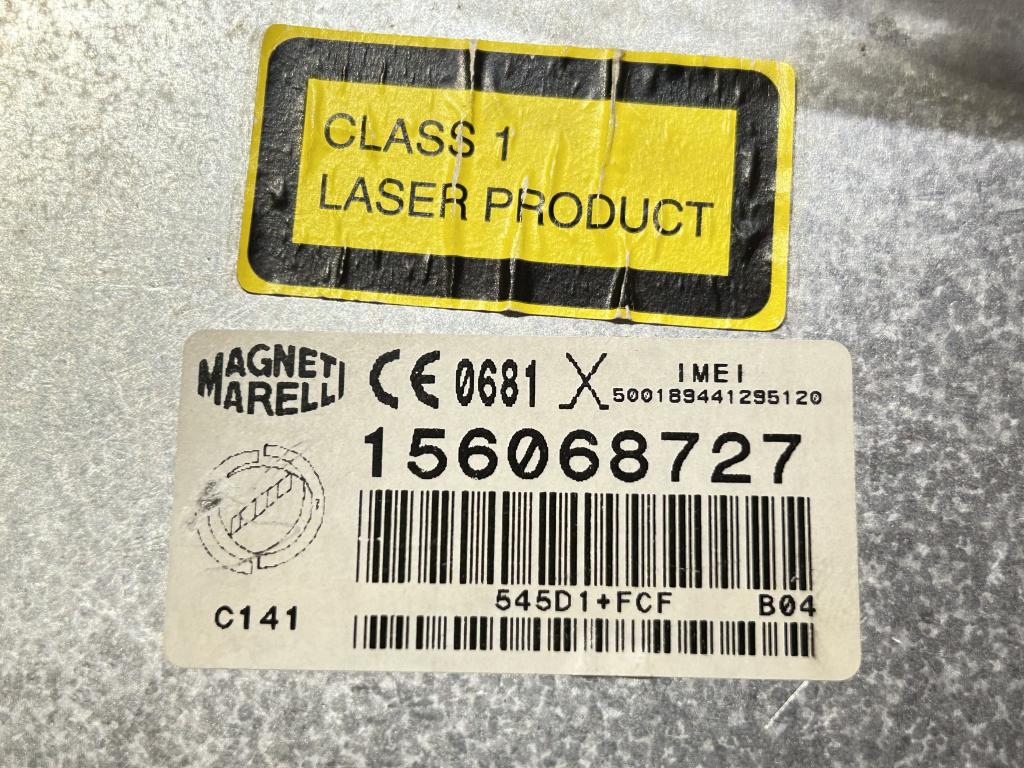 CLASS 1
LASER PRODUCT
MAGNETI
MARELLI
CE 0681
IMEI
500189441295120
156068727
545D1+FCF B04
C141